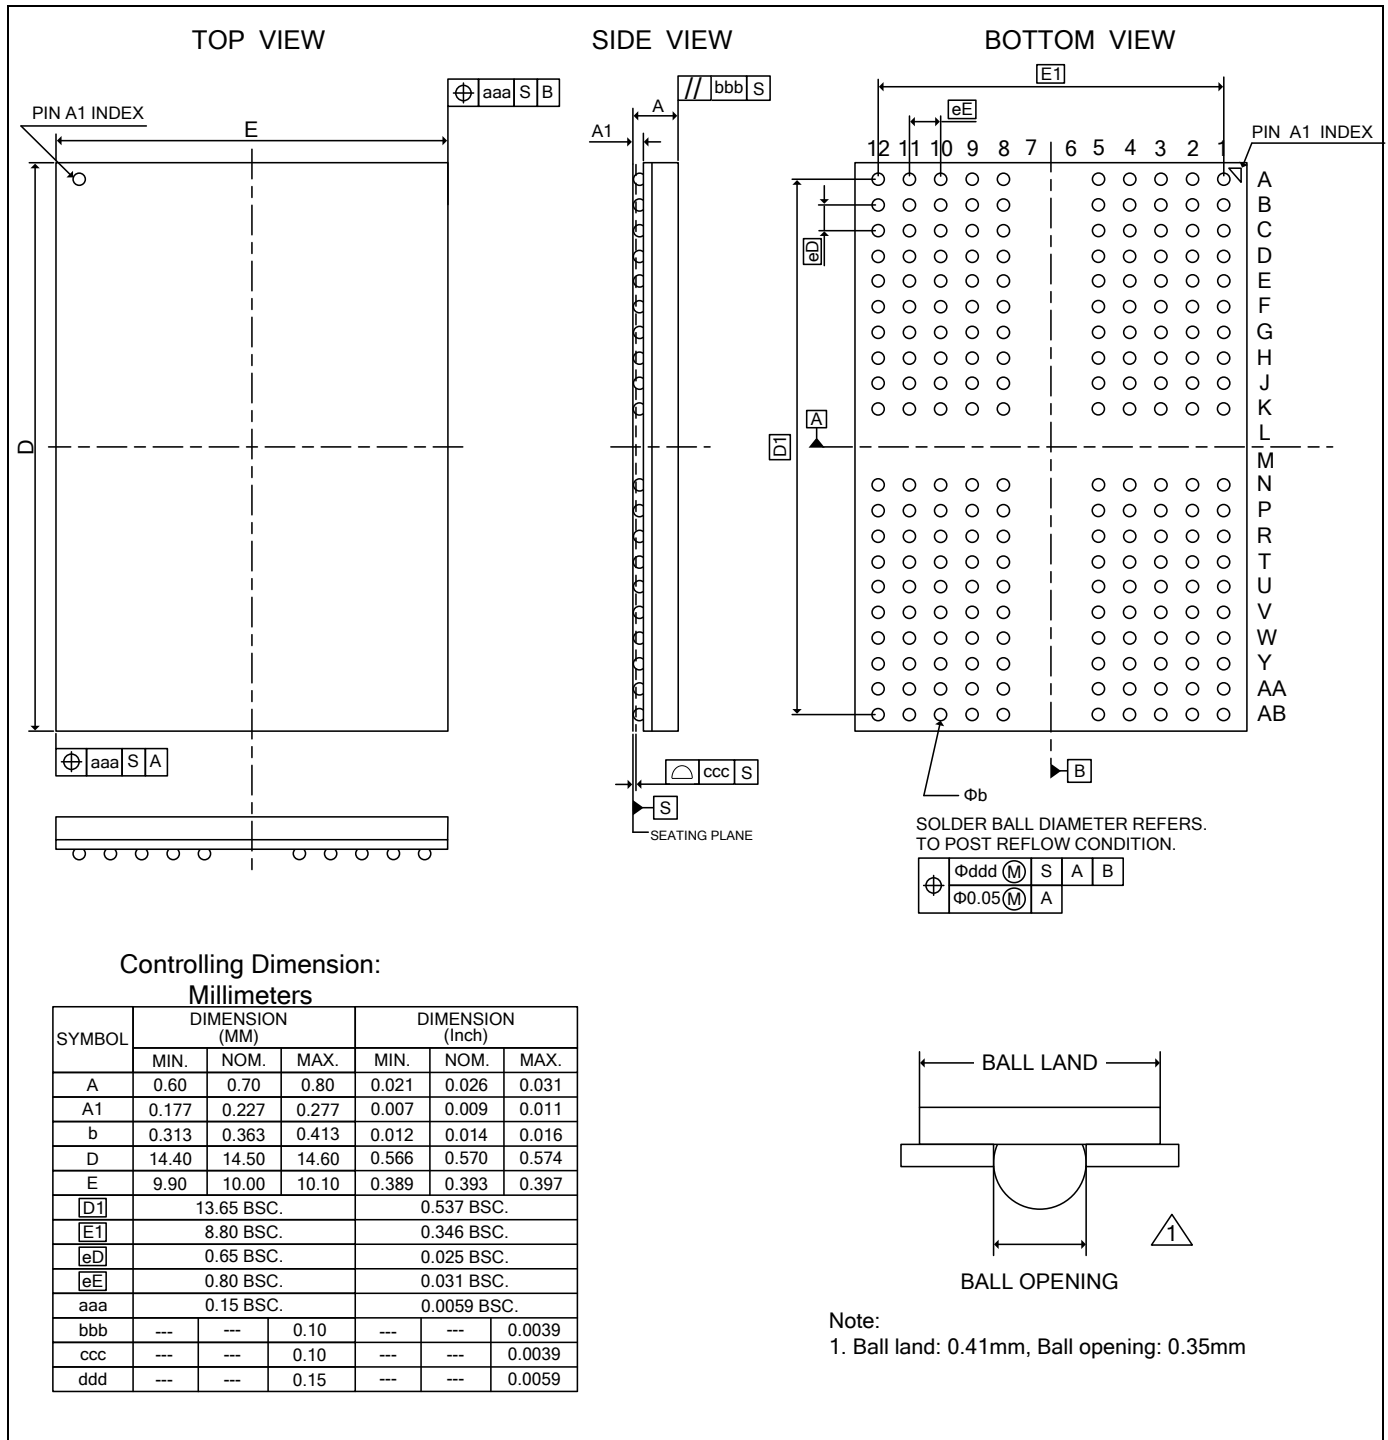 TOP VIEW
SIDE VIEW
BOTTOM VIEW
aaa S B
PIN A1 INDEX
E
D
aaa S A
// bbb S
A
A1
ccc S
S
SEATING PLANE
E1
eE
12 11 10 9 8 7 6 5 4 3 2 1
PIN A1 INDEX
A
B
C
D
E
F
G
H
J
K
L
M
N
P
R
T
U
V
W
Y
AA
AB
eD
D1
A
B
Φb
SOLDER BALL DIAMETER REFERS.
TO POST REFLOW CONDITION.
Φddd M S A B
Φ0.05 M A
Controlling Dimension:
Millimeters
SYMBOL DIMENSION (MM) DIMENSION (Inch)
MIN. NOM. MAX. MIN. NOM. MAX.
A 0.60 0.70 0.80 0.021 0.026 0.031
A1 0.177 0.227 0.277 0.007 0.009 0.011
b 0.313 0.363 0.413 0.012 0.014 0.016
D 14.40 14.50 14.60 0.566 0.570 0.574
E 9.90 10.00 10.10 0.389 0.393 0.397
D1 13.65 BSC. 0.537 BSC.
E1 8.80 BSC. 0.346 BSC.
eD 0.65 BSC. 0.025 BSC.
eE 0.80 BSC. 0.031 BSC.
aaa 0.15 BSC. 0.0059 BSC.
bbb --- --- 0.10 --- --- 0.0039
ccc --- --- 0.10 --- --- 0.0039
ddd --- --- 0.15 --- --- 0.0059
BALL LAND
1
BALL OPENING
Note:
1. Ball land: 0.41mm, Ball opening: 0.35mm